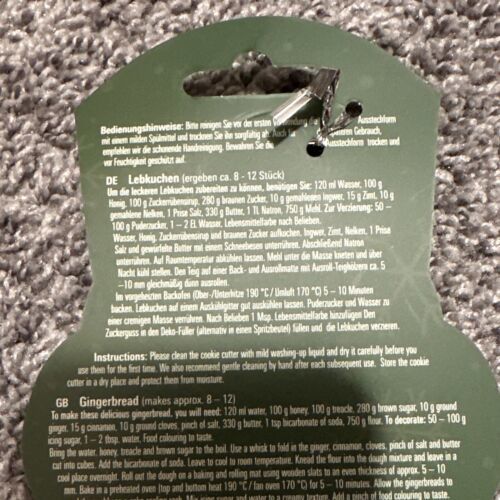 Bedienungshinweise: Bitte reinigen Sie vor der ersten Verwendung die Ausstechform
mit einem milden Spülmittel und trocknen Sie ihn sorgfältig ab. Auch Gebrauch,
empfehlen wir die schonende Handreinigung. Bewahren Sie Ausstechform trocken und
vor Feuchtigkeit geschützt auf.
DE Lebkuchen (ergeben ca. 8 - 12 Stück)
Um die leckeren Lebkuchen zubereiten zu können, benötigen Sie: 120 ml Wasser, 100 g
Honig, 100 g Zuckerrübensirup, 280 g braunen Zucker, 10 g gemahlenen Ingwer, 15 g Zimt, 10 g
gemahlene Nelken, 1 Prise Salz, 330 g Butter, 1 TL Natron, 750 g Mehl. Zur Verzierung: 50 –
100 g Puderzucker, 1 – 2 EL Wasser, Lebensmittelfarbe nach Belieben.
Wasser, Honig, Zuckerrübensirup und braunen Zucker aufkochen. Ingwer, Zimt, Nelken, 1 Prise
Salz und gewürfelte Butter mit einem Schneebesen unterrühren. Abschließend Natron
unterrühren. Auf Raumtemperatur abkühlen lassen. Mehl unter die Masse kneten und über
Nacht kühl stellen. Den Teig auf einer Back- und Ausrollmatte mit Ausroll-Teighölzern ca. 5
–10 mm gleichmäßig dünn ausrollen.
Im vorgeheizten Backofen (Ober-/Unterhitze 190 °C / Umluft 170 °C) 5 – 10 Minuten
backen. Im Anschluss auf einem Kuchengitter gut auskühlen lassen. Puderzucker und Wasser zu
einer cremigen Masse verrühren. Nach Belieben 1 Msp. Lebensmittelfarbe hinzufügen Den
Zuckerguss in den Deko-Füller (alternativ in einen Spritzbeutel) füllen und die Lebkuchen verzieren.
Instructions: Please clean the cookie cutter with mild washing-up liquid and dry it carefully before you
use them for the first time. We also recommend gentle cleaning by hand after each subsequent use. Store the cookie
cutter in a dry place and protect them from moisture.
GB Gingerbread (makes approx. 8 – 12)
To make these delicious gingerbread, you will need: 120 ml water, 100 g honey, 100 g treacle, 280 g brown sugar, 10 g ground
ginger, 15 g cinnamon, 10 g ground cloves, pinch of salt, 330 g butter, 1 tsp bicarbonate of soda, 750 g flour. To decorate: 50 – 100 g
icing sugar, 1 – 2 tbsp. water, Food colouring to taste.
Bring the water, honey, treacle and brown sugar to the boil. Use a whisk to fold in the ginger, cinnamon, cloves, pinch of salt and butter
cut into cubes. Add the bicarbonate of soda. Leave to cool to room temperature. Knead the flour into the dough mixture and leave in a
cool place overnight. Roll out the dough on a baking and rolling mat using wooden slats to an even thickness of approx. 5 –
10 mm. Bake in a preheated oven (top and bottom heat 190 °C / fan oven 170 °C) for 5 – 10 minutes. Allow the gingerbreads to